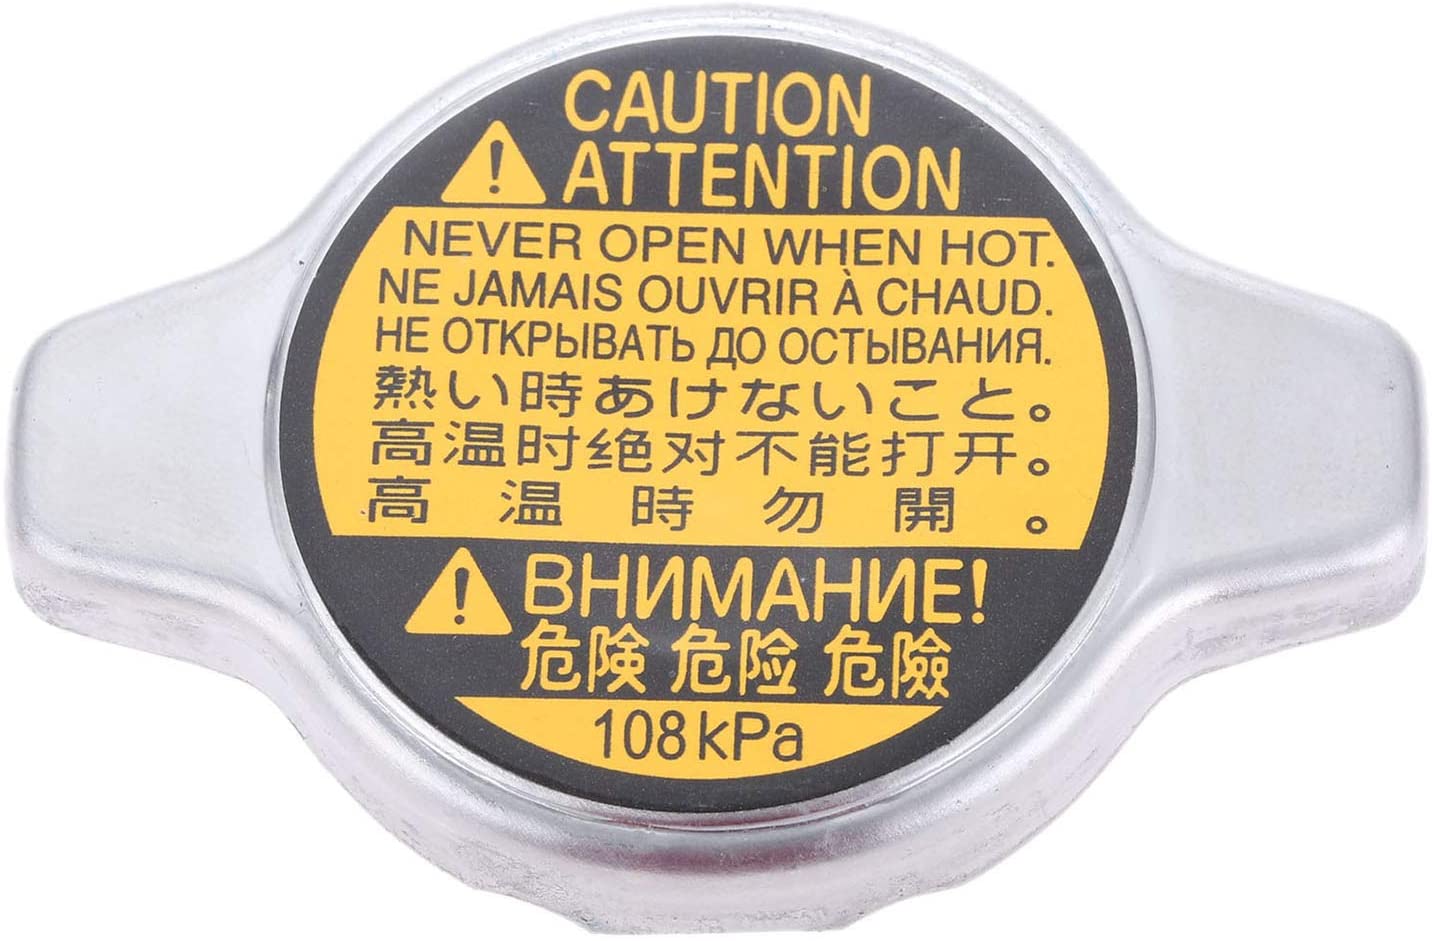 CAUTION
ATTENTION
NEVER OPEN WHEN HOT.
NE JAMAIS OUVRIR À CHAUD.
НЕ ОТКРЫВАТЬ ДО ОСТЫВАНИЯ.
熱い時あけないこと。
高温时绝对不能打开。
高温時勿開。
ВНИМАНИЕ!
危険 危险 危險
108kPa